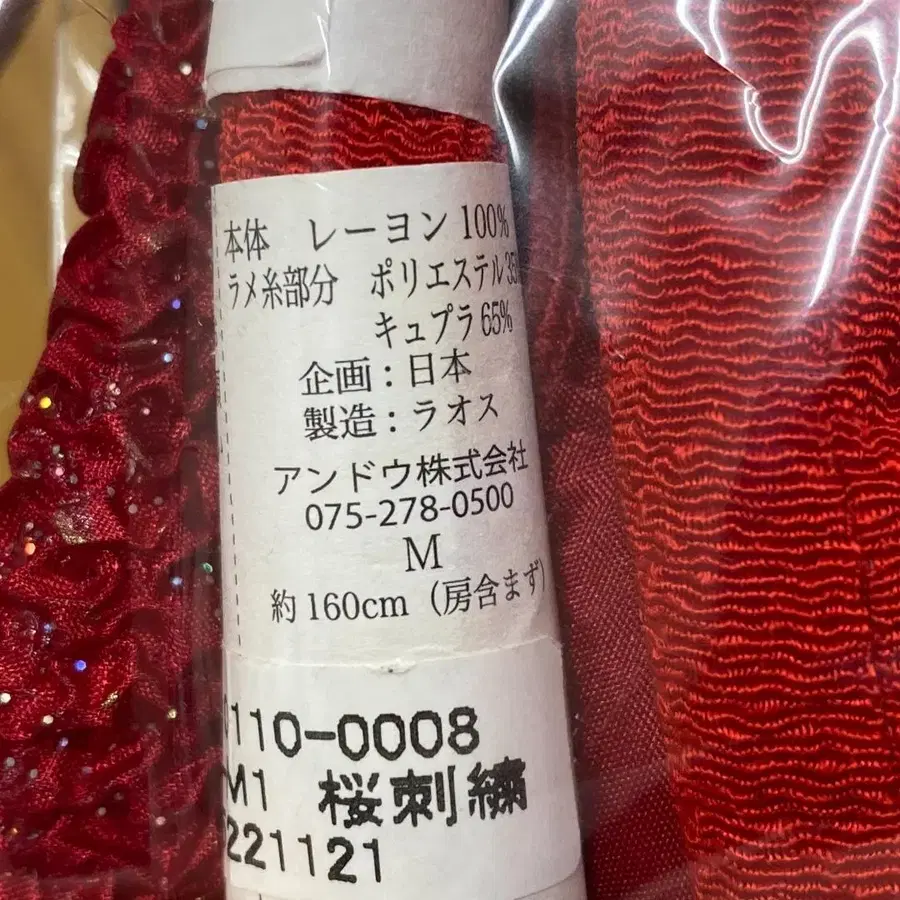 本体 レーヨン 100%
ラメ糸部分 ポリエステル 35
キュプラ 65%
企画：日本
製造：ラオス
アンドウ株式会社
075-278-0500
M
約 160cm（房含まず）
110-0008
M1 桜刺繍
221121